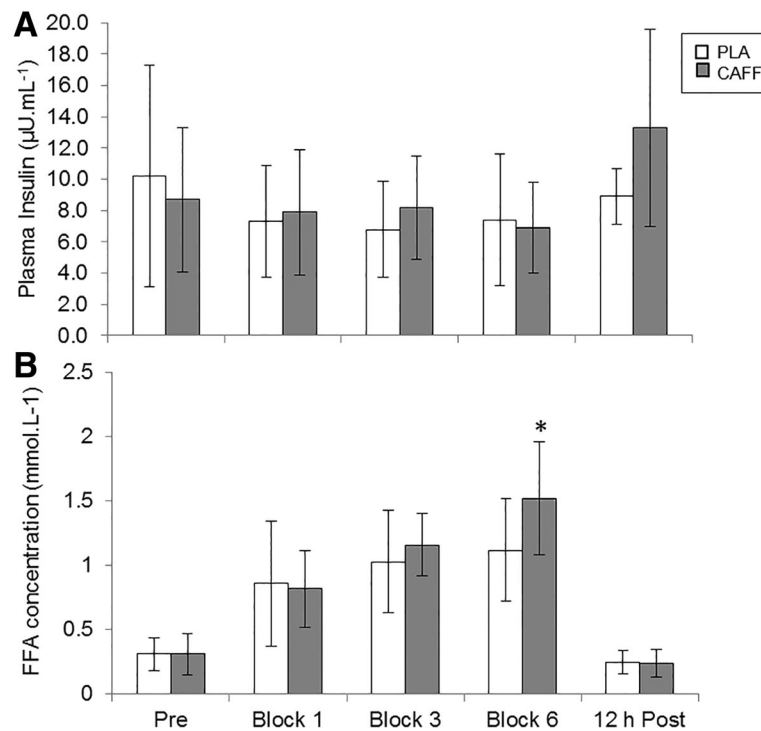 A
Plasma Insulin (µU.mL⁻¹)
20.0
18.0
16.0
14.0
12.0
10.0
8.0
6.0
4.0
2.0
0.0
PLA
CAFF
B
FFA concentration (mmol.L-1)
2.5
2
1.5
1
0.5
0
*
Pre Block 1 Block 3 Block 6 12 h Post